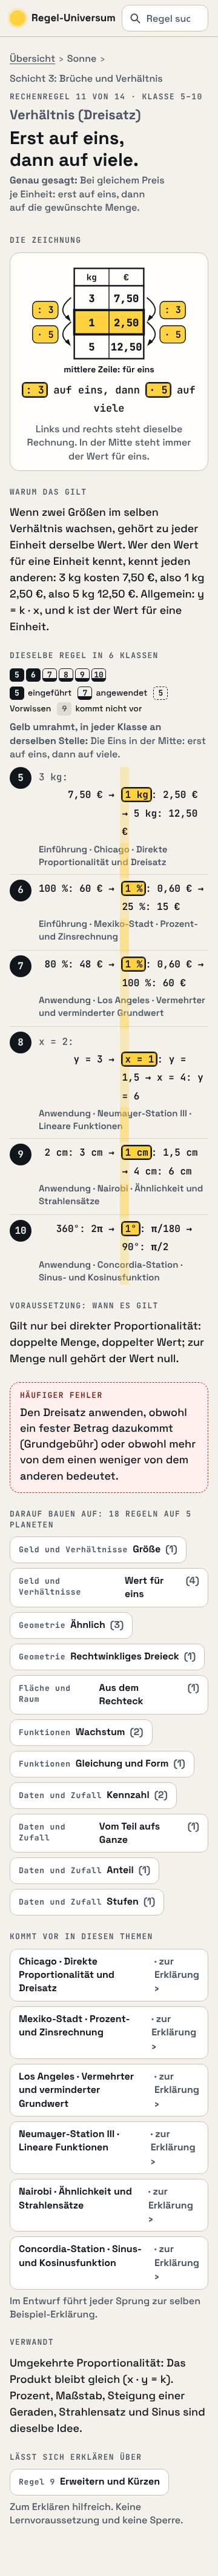 Regel-Universum
Regel suc
Übersicht > Sonne >
Schicht 3: Brüche und Verhältnis
RECHENREGEL 11 VON 14 · KLASSE 5–10
Verhältnis (Dreisatz)
Erst auf eins,
dann auf viele.
Genau gesagt: Bei gleichem Preis
je Einheit: erst auf eins, dann
auf die gewünschte Menge.
DIE ZEICHNUNG
kg €
: 3 3 7,50 : 3
1 2,50
· 5 5 12,50 · 5
mittlere Zeile: für eins
: 3 auf eins, dann · 5 auf
viele
Links und rechts steht dieselbe
Rechnung. In der Mitte steht immer
der Wert für eins.
WARUM DAS GILT
Wenn zwei Größen im selben
Verhältnis wachsen, gehört zu jeder
Einheit derselbe Wert. Wer den Wert
für eine Einheit kennt, kennt jeden
anderen: 3 kg kosten 7,50 €, also 1 kg
2,50 €, also 5 kg 12,50 €. Allgemein: y
= k · x, und k ist der Wert für eine
Einheit.
DIESELBE REGEL IN 6 KLASSEN
5 6 7 8 9 10
5 eingeführt 7 angewendet 5
Vorwissen 9 kommt nicht vor
Gelb umrahmt, in jeder Klasse an
derselben Stelle: Die Eins in der Mitte: erst
auf eins, dann auf viele.
5 3 kg:
7,50 € → 1 kg: 2,50 €
→ 5 kg: 12,50
€
Einführung · Chicago · Direkte
Proportionalität und Dreisatz
6 100 %: 60 € → 1 %: 0,60 € →
25 %: 15 €
Einführung · Mexiko-Stadt · Prozent-
und Zinsrechnung
7 80 %: 48 € → 1 %: 0,60 € →
100 %: 60 €
Anwendung · Los Angeles · Vermehrter
und verminderter Grundwert
8 x = 2:
y = 3 → x = 1: y =
1,5 → x = 4: y
= 6
Anwendung · Neumayer-Station III ·
Lineare Funktionen
9 2 cm: 3 cm → 1 cm: 1,5 cm
→ 4 cm: 6 cm
Anwendung · Nairobi · Ähnlichkeit und
Strahlensätze
10 360°: 2π → 1°: π/180 →
90°: π/2
Anwendung · Concordia-Station ·
Sinus- und Kosinusfunktion
VORAUSSETZUNG: WANN ES GILT
Gilt nur bei direkter Proportionalität:
doppelte Menge, doppelter Wert; zur
Menge null gehört der Wert null.
HÄUFIGER FEHLER
Den Dreisatz anwenden, obwohl
ein fester Betrag dazukommt
(Grundgebühr) oder obwohl mehr
von dem einen weniger von dem
anderen bedeutet.
DARAUF BAUEN AUF: 18 REGELN AUF 5
PLANETEN
Geld und Verhältnisse Größe (1)
Geld und Verhältnisse Wert für eins (4)
Geometrie Ähnlich (3)
Geometrie Rechtwinkliges Dreieck (1)
Fläche und Raum Aus dem Rechteck (1)
Funktionen Wachstum (2)
Funktionen Gleichung und Form (1)
Daten und Zufall Kennzahl (2)
Daten und Zufall Vom Teil aufs Ganze (1)
Daten und Zufall Anteil (1)
Daten und Zufall Stufen (1)
KOMMT VOR IN DIESEN THEMEN
Chicago · Direkte Proportionalität und Dreisatz · zur Erklärung >
Mexiko-Stadt · Prozent- und Zinsrechnung · zur Erklärung >
Los Angeles · Vermehrter und verminderter Grundwert · zur Erklärung >
Neumayer-Station III · Lineare Funktionen · zur Erklärung >
Nairobi · Ähnlichkeit und Strahlensätze · zur Erklärung >
Concordia-Station · Sinus- und Kosinusfunktion · zur Erklärung >
Im Entwurf führt jeder Sprung zur selben
Beispiel-Erklärung.
VERWANDT
Umgekehrte Proportionalität: Das
Produkt bleibt gleich (x · y = k).
Prozent, Maßstab, Steigung einer
Geraden, Strahlensatz und Sinus sind
dieselbe Idee.
LÄSST SICH ERKLÄREN ÜBER
Regel 9 Erweitern und Kürzen
Zum Erklären hilfreich. Keine
Lernvoraussetzung und keine Sperre.